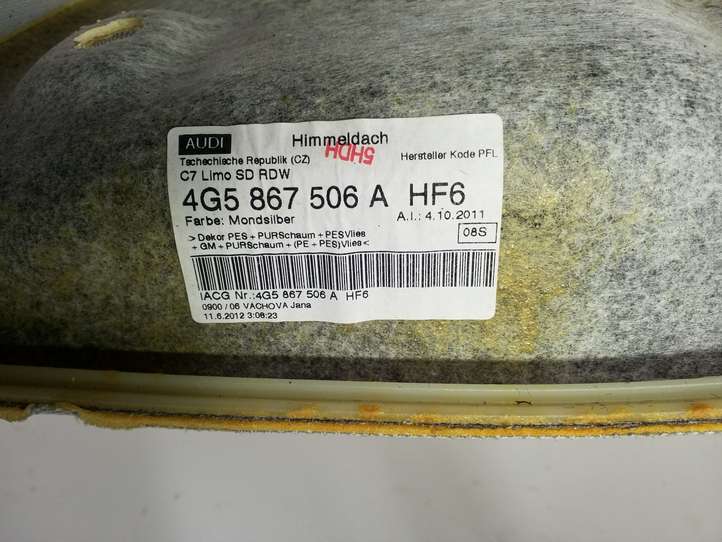 AUDI
Himmeldach
5HDH
Tschechische Republik (CZ)
Hersteller Kode PFL
C7 Limo SD RDW
4G5 867 506 A HF6
Farbe: Mondsilber
A.I.: 4.10.2011
> Dekor PES + PURSchaum + PESVlies
+ GM + PURSchaum + (PE + PES)Vlies <
08S
IACG Nr.:4G5 867 506 A HF6
0900 / 06 VACHOVA Jana
11.6.2012 3:08:23